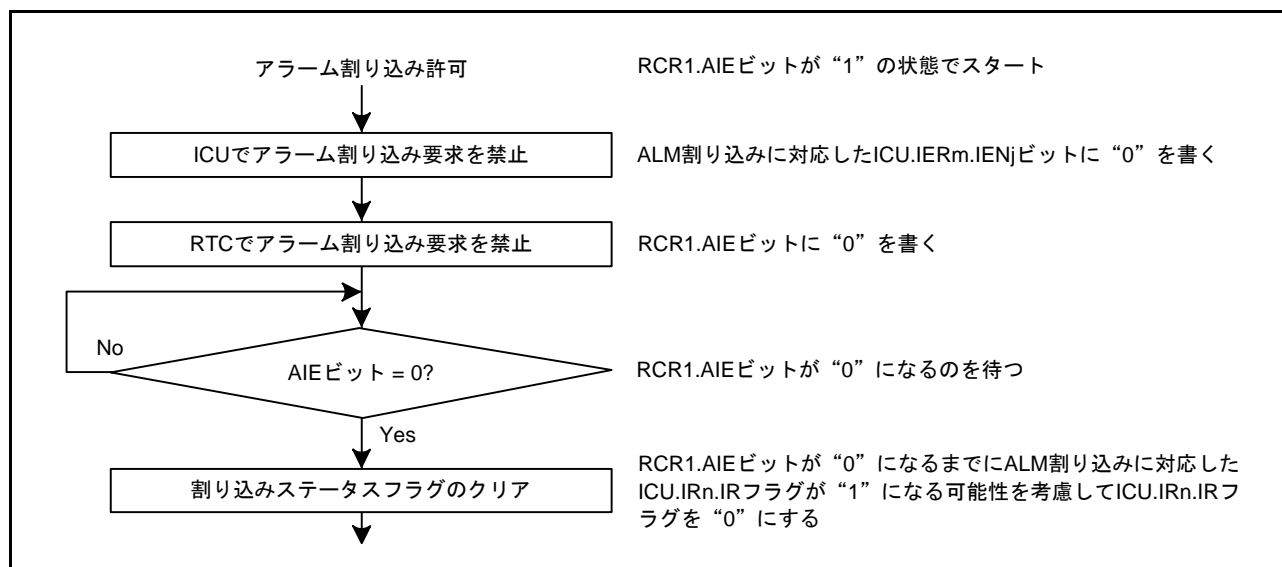 アラーム割り込み許可
RCR1.AIEビットが“1”の状態でスタート
ICUでアラーム割り込み要求を禁止
ALM割り込みに対応したICU.IERm.IENjビットに“0”を書く
RTCでアラーム割り込み要求を禁止
RCR1.AIEビットに“0”を書く
No
AIEビット = 0?
RCR1.AIEビットが“0”になるのを待つ
Yes
割り込みステータスフラグのクリア
RCR1.AIEビットが“0”になるまでにALM割り込みに対応した
ICU.IRn.IRフラグが“1”になる可能性を考慮してICU.IRn.IRフ
ラグを“0”にする